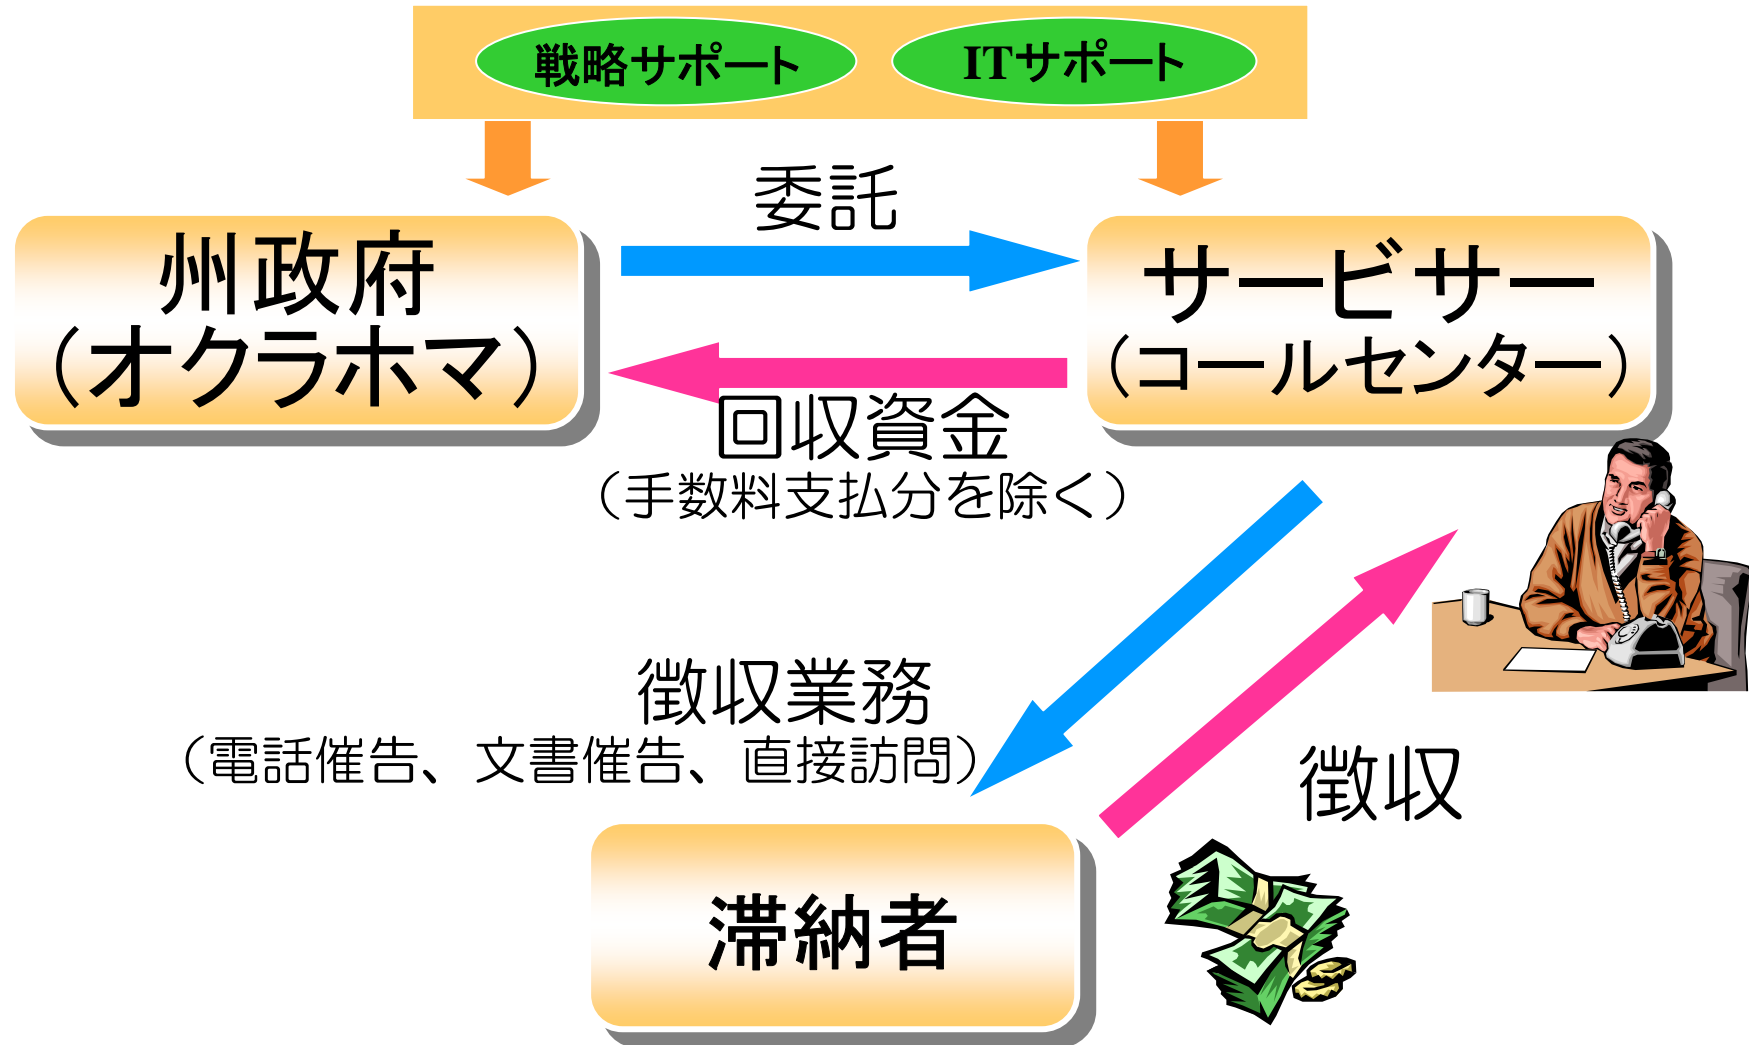 戦略サポート
ITサポート
委託
州政府
（オクラホマ）
サービサー
（コールセンター）
回収資金
（手数料支払分を除く）
徴収業務
（電話催告、文書催告、直接訪問）
徴収
滞納者